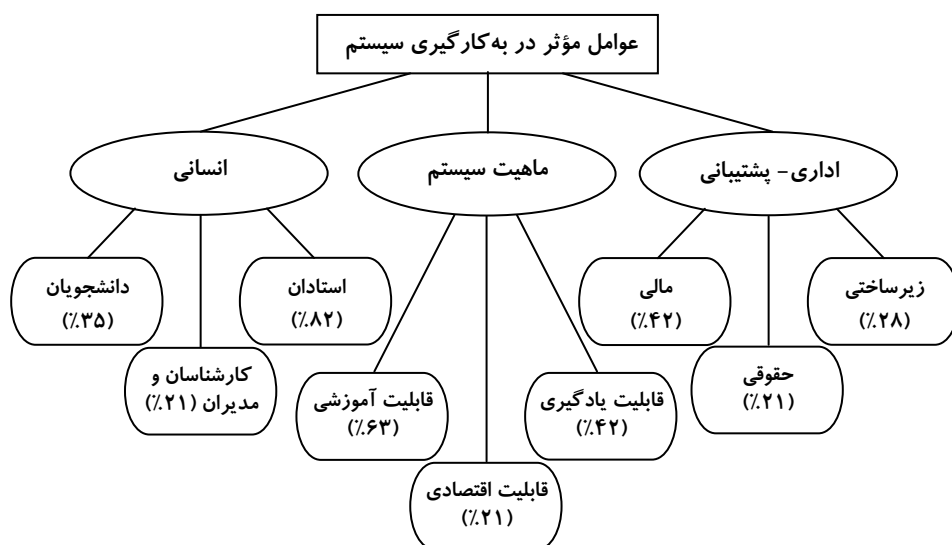 عوامل مؤثر در به‌کارگیری سیستم
اداری- پشتیبانی
ماهیت سیستم
انسانی
زیرساختی
(٪۲۸)
حقوقی
(٪۲۱)
مالی
(٪۴۲)
قابلیت یادگیری
(٪۴۲)
قابلیت اقتصادی
(٪۲۱)
قابلیت آموزشی
(٪۶۳)
استادان
(٪۸۲)
کارشناسان و
مدیران (٪۲۱)
دانشجویان
(٪۳۵)